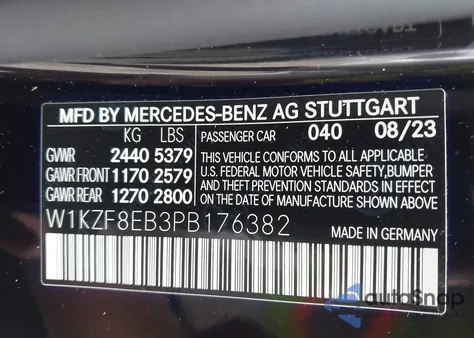 MFD BY MERCEDES-BENZ AG STUTTGART
KG LBS
GVWR 2440 5379
GAWR FRONT 1170 2579
GAWR REAR 1270 2800
PASSENGER CAR 040 08/23
THIS VEHICLE CONFORMS TO ALL APPLICABLE
U.S. FEDERAL MOTOR VEHICLE SAFETY,BUMPER
AND THEFT PREVENTION STANDARDS IN EFFECT
ON THE DATE OF MANUFACTURE SHOWN ABOVE
W1KZF8EB3PB176382
MADE IN GERMANY
autoSnap